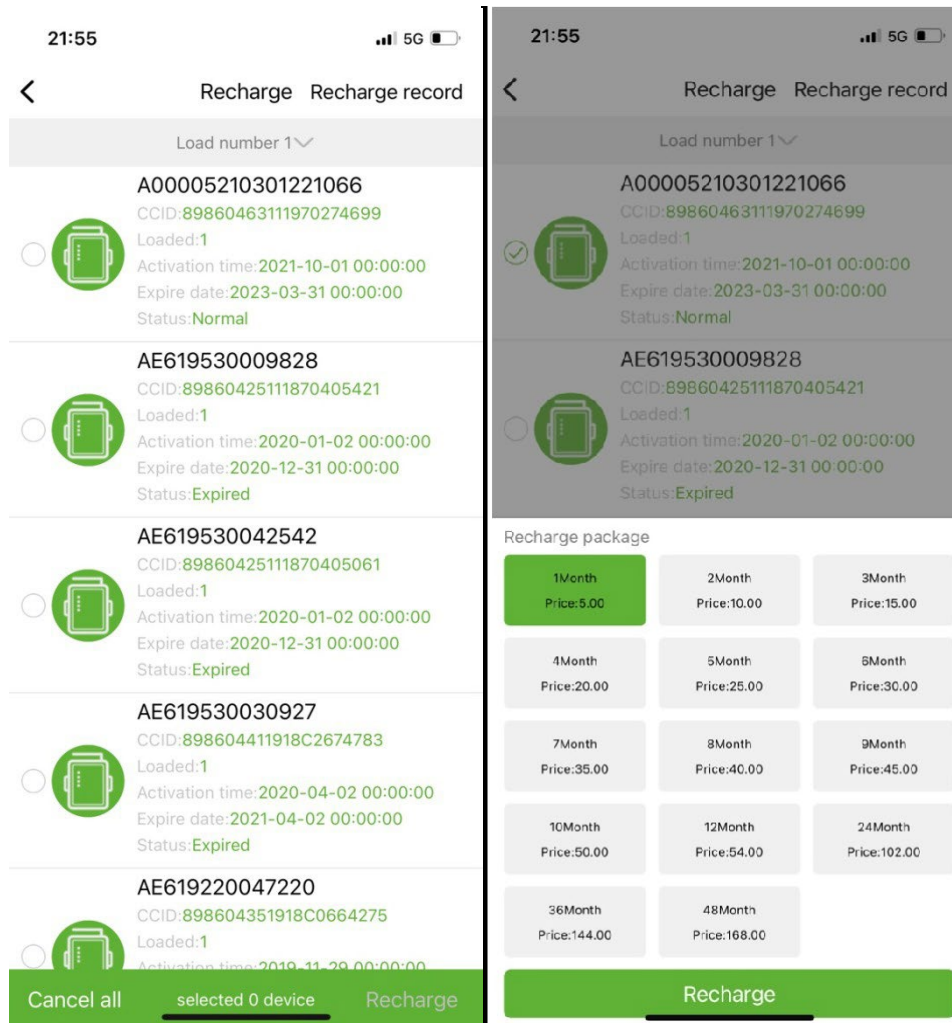 21:55
5G
Recharge Recharge record
Load number 1
A00005210301221066
CCID:89860463111970274699
Loaded:1
Activation time:2021-10-01 00:00:00
Expire date:2023-03-31 00:00:00
Status:Normal
AE619530009828
CCID:89860425111870405421
Loaded:1
Activation time:2020-01-02 00:00:00
Expire date:2020-12-31 00:00:00
Status:Expired
AE619530042542
CCID:89860425111870405061
Loaded:1
Activation time:2020-01-02 00:00:00
Expire date:2020-12-31 00:00:00
Status:Expired
AE619530030927
CCID:898604411918C2674783
Loaded:1
Activation time:2020-04-02 00:00:00
Expire date:2021-04-02 00:00:00
Status:Expired
AE619220047220
CCID:898604351918C0664275
Loaded:1
Activation time:2019-11-29 00:00:00
Cancel all selected 0 device Recharge
21:55
5G
Recharge Recharge record
Load number 1
A00005210301221066
CCID:89860463111970274699
Loaded:1
Activation time:2021-10-01 00:00:00
Expire date:2023-03-31 00:00:00
Status:Normal
AE619530009828
CCID:89860425111870405421
Loaded:1
Activation time:2020-01-02 00:00:00
Expire date:2020-12-31 00:00:00
Status:Expired
Recharge package
1Month 2Month 3Month
Price:5.00 Price:10.00 Price:15.00
4Month 5Month 6Month
Price:20.00 Price:25.00 Price:30.00
7Month 8Month 9Month
Price:35.00 Price:40.00 Price:45.00
10Month 12Month 24Month
Price:50.00 Price:54.00 Price:102.00
36Month 48Month
Price:144.00 Price:168.00
Recharge